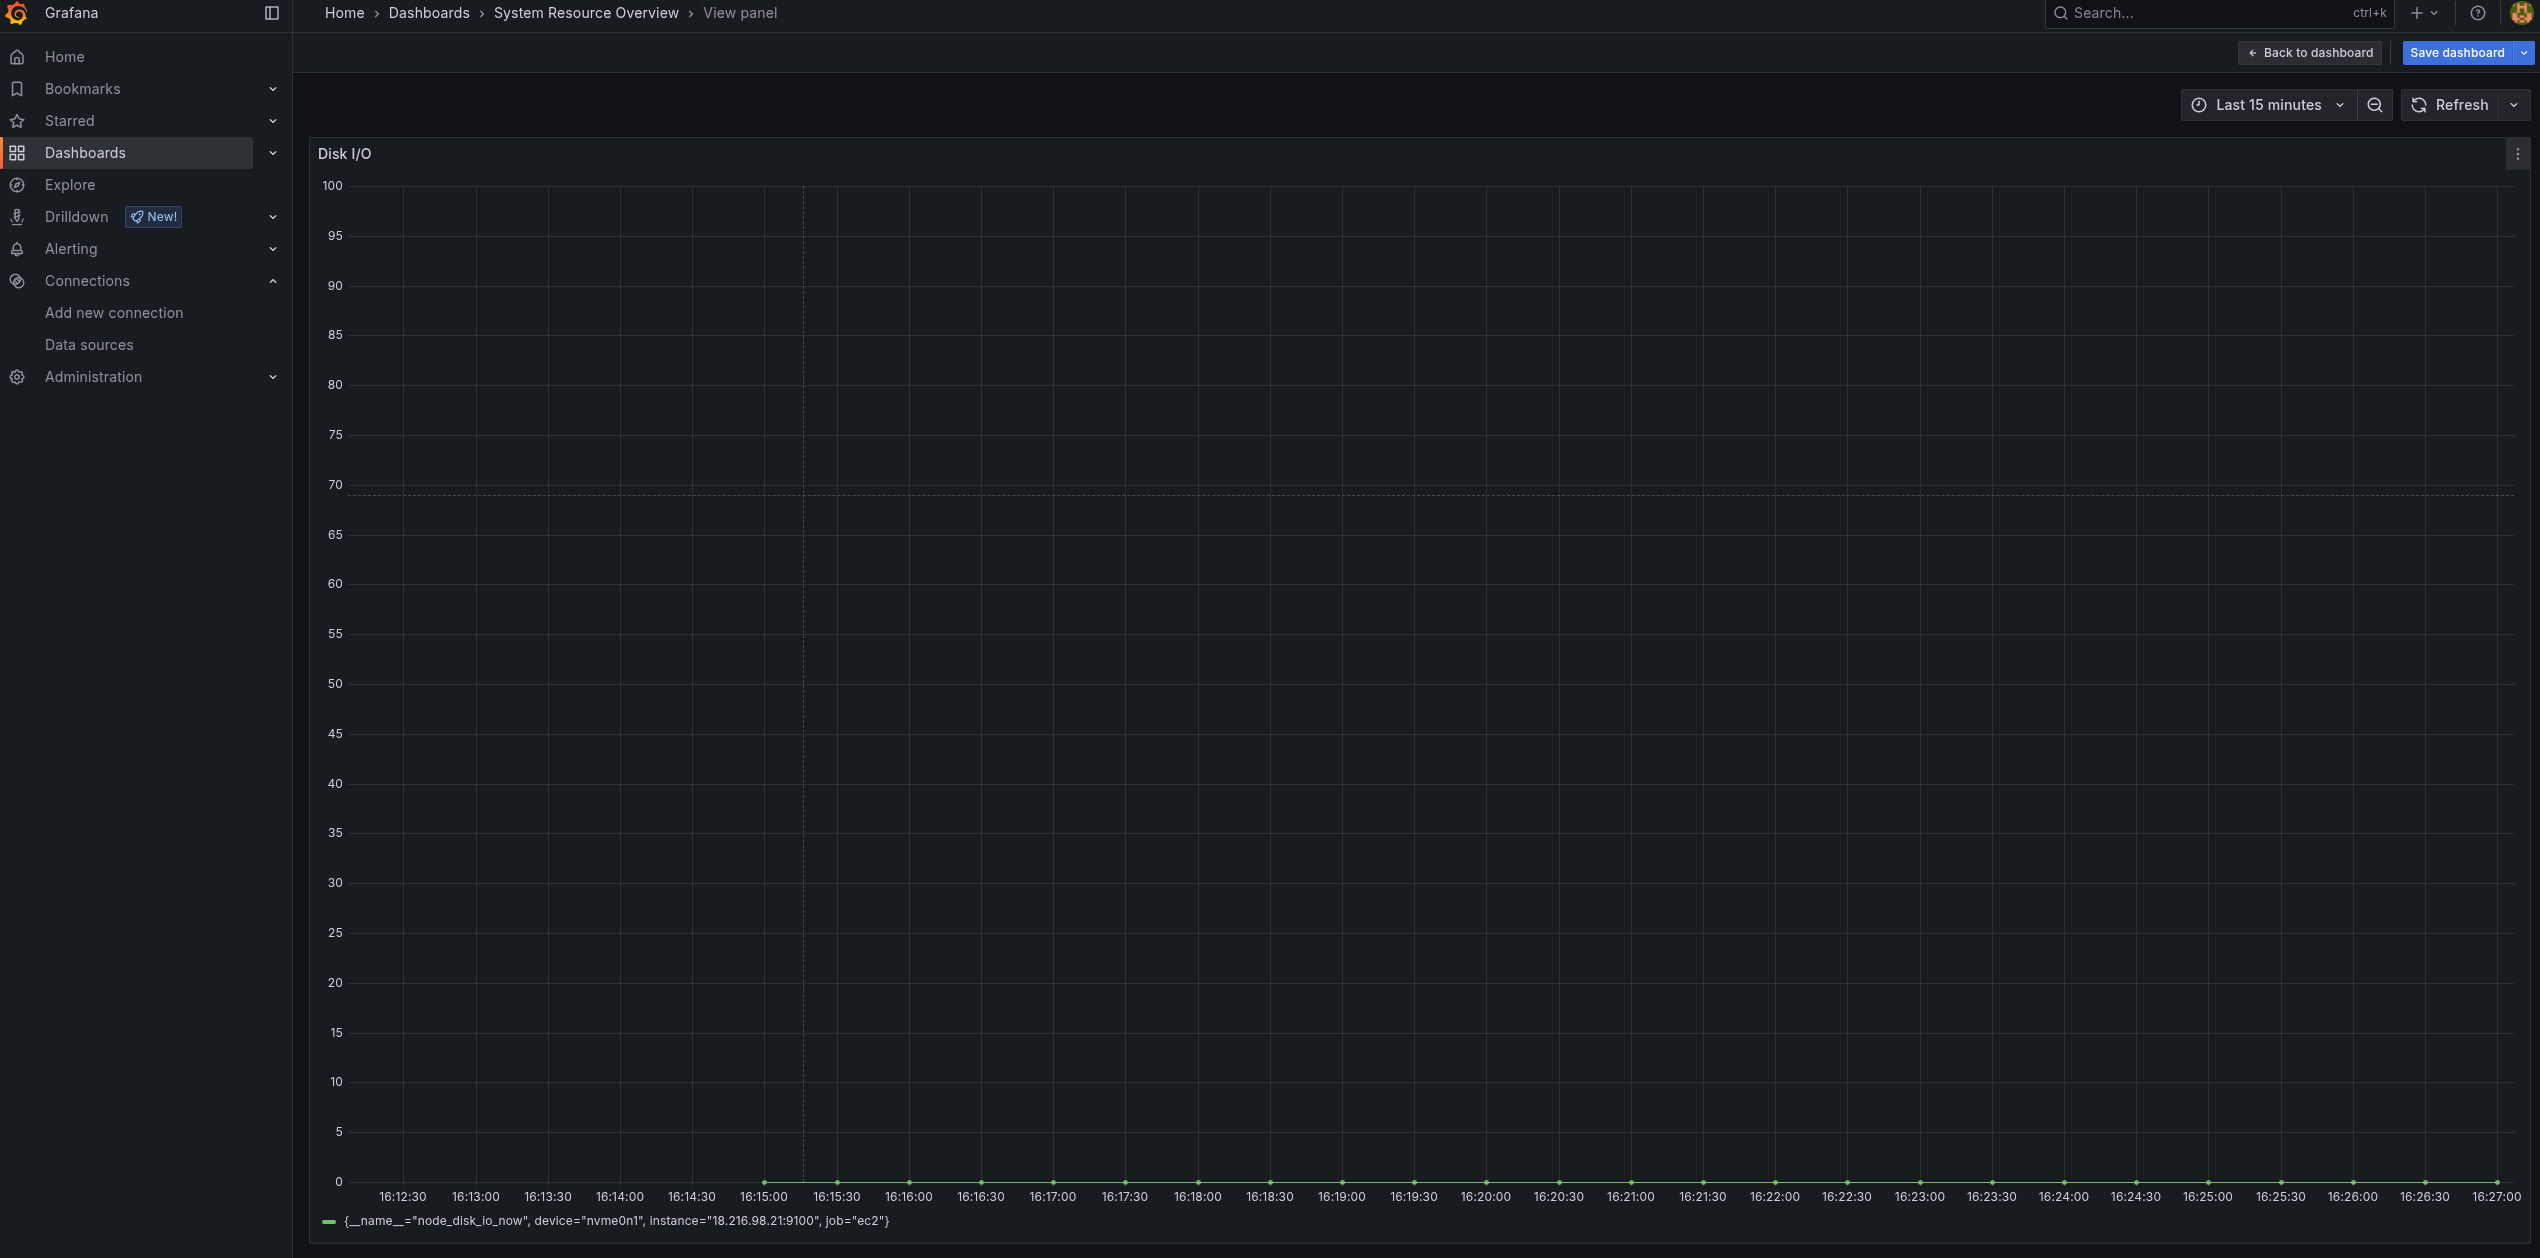 Grafana
Home › Dashboards › System Resource Overview › View panel
Search...
ctrl+k
Home
Bookmarks
Starred
Dashboards
Explore
Drilldown
New!
Alerting
Connections
Add new connection
Data sources
Administration
Back to dashboard
Save dashboard
Last 15 minutes
Refresh
Disk I/O
100
95
90
85
80
75
70
65
60
55
50
45
40
35
30
25
20
15
10
5
0
16:12:30 16:13:00 16:13:30 16:14:00 16:14:30 16:15:00 16:15:30 16:16:00 16:16:30 16:17:00 16:17:30 16:18:00 16:18:30 16:19:00 16:19:30 16:20:00 16:20:30 16:21:00 16:21:30 16:22:00 16:22:30 16:23:00 16:23:30 16:24:00 16:24:30 16:25:00 16:25:30 16:26:00 16:26:30 16:27:00
{__name__="node_disk_io_now", device="nvme0n1", instance="18.216.98.21:9100", job="ec2"}